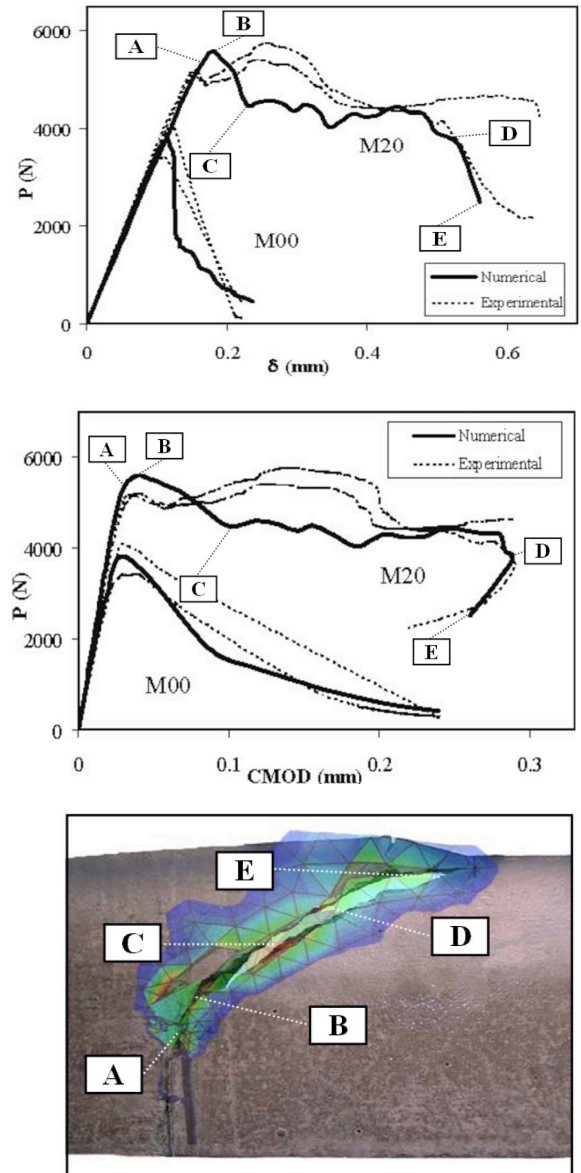 6000
4000
2000
0
P (N)
A
B
C
D
E
M20
M00
Numerical
Experimental
0
0.2
0.4
0.6
δ (mm)
6000
4000
2000
0
P (N)
A
B
C
D
E
M20
M00
Numerical
Experimental
0
0.1
0.2
0.3
CMOD (mm)
E
C
D
B
A